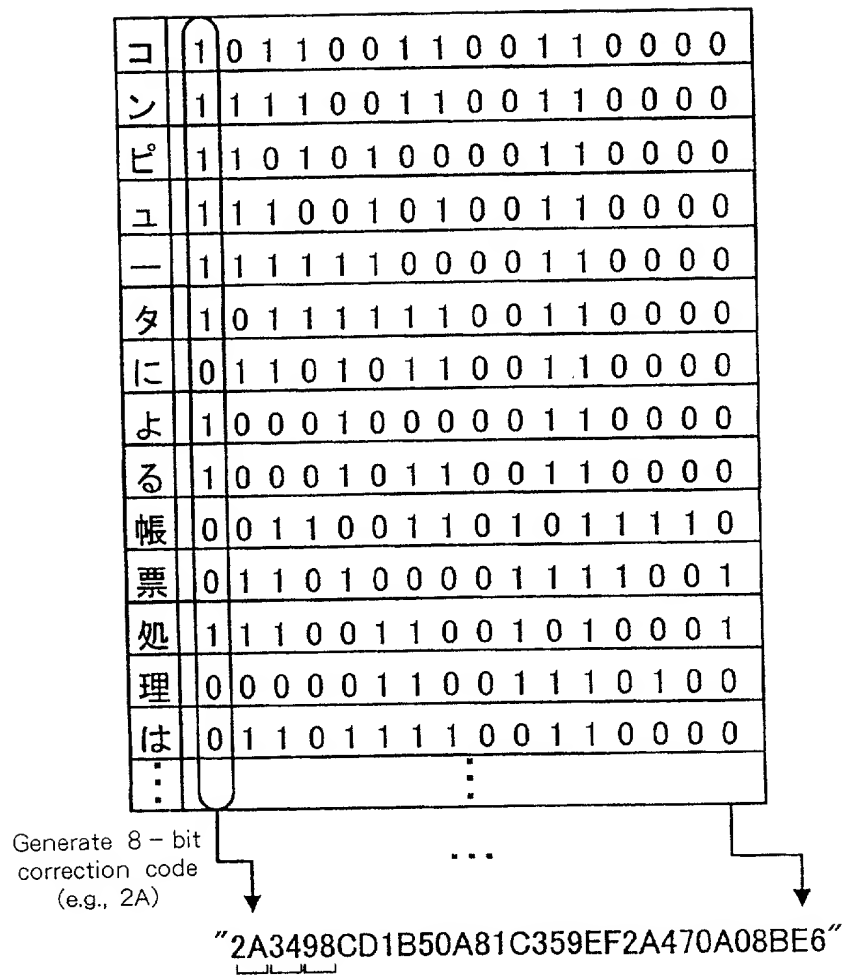 コ 1 0 1 1 0 0 1 1 0 0 1 1 0 0 0 0
ン 1 1 1 1 0 0 1 1 0 0 1 1 0 0 0 0
ピ 1 1 0 1 0 1 0 0 0 0 1 1 0 0 0 0
ュ 1 1 1 0 0 1 0 1 0 0 1 1 0 0 0 0
ー 1 1 1 1 1 1 0 0 0 0 1 1 0 0 0 0
タ 1 0 1 1 1 1 1 1 0 0 1 1 0 0 0 0
に 0 1 1 0 1 0 1 1 0 0 1 1 0 0 0 0
よ 1 0 0 0 1 0 0 0 0 0 1 1 0 0 0 0
る 1 0 0 0 1 0 1 1 0 0 1 1 0 0 0 0
帳 0 0 1 1 0 0 1 1 0 1 0 1 1 1 1 0
票 0 1 1 0 1 0 0 0 0 1 1 1 1 0 0 1
処 1 1 1 0 0 1 1 0 0 1 0 1 0 0 0 1
理 0 0 0 0 0 1 1 0 0 1 1 1 0 1 0 0
は 0 1 1 0 1 1 1 1 0 0 1 1 0 0 0 0
⋮ ⋮
Generate 8 - bit
correction code
(e.g., 2A)
...
"2A3498CD1B50A81C359EF2A470A08BE6"